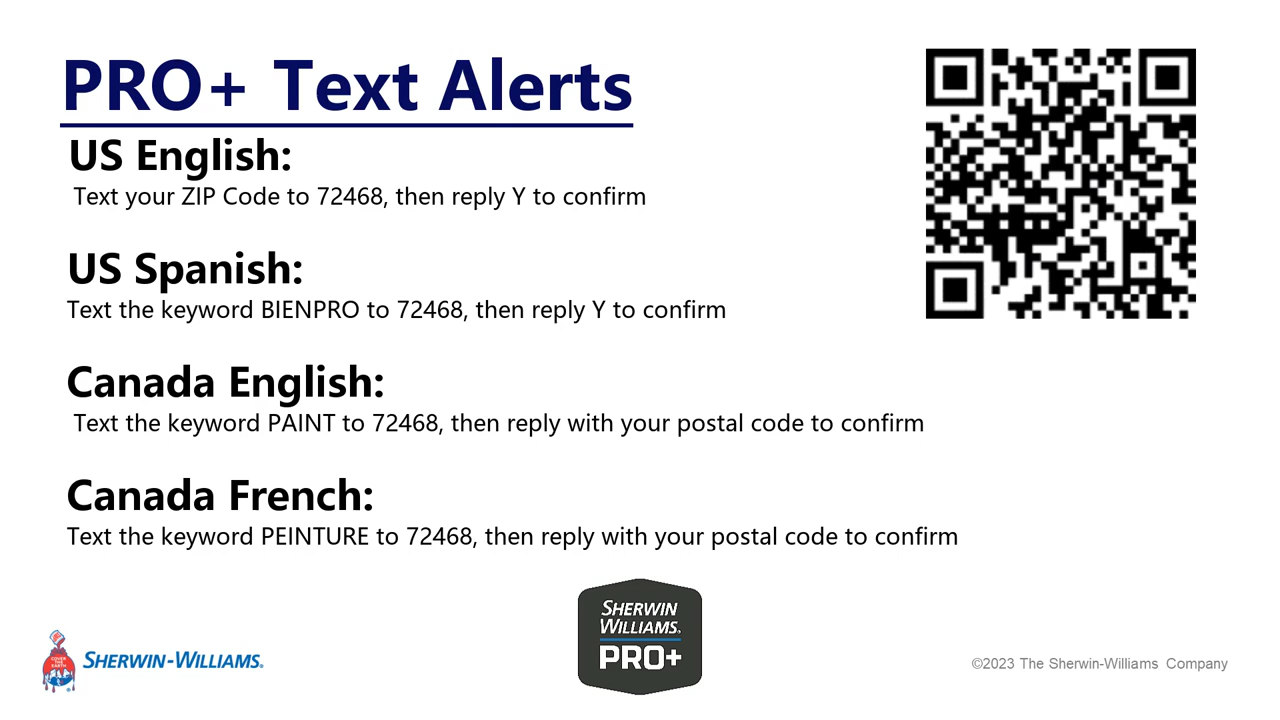 PRO+ Text Alerts
US English:
Text your ZIP Code to 72468, then reply Y to confirm
US Spanish:
Text the keyword BIENPRO to 72468, then reply Y to confirm
Canada English:
Text the keyword PAINT to 72468, then reply with your postal code to confirm
Canada French:
Text the keyword PEINTURE to 72468, then reply with your postal code to confirm
SHERWIN
WILLIAMS.
PRO+
COVER
THE
EARTH
SHERWIN-WILLIAMS.
©2023 The Sherwin-Williams Company